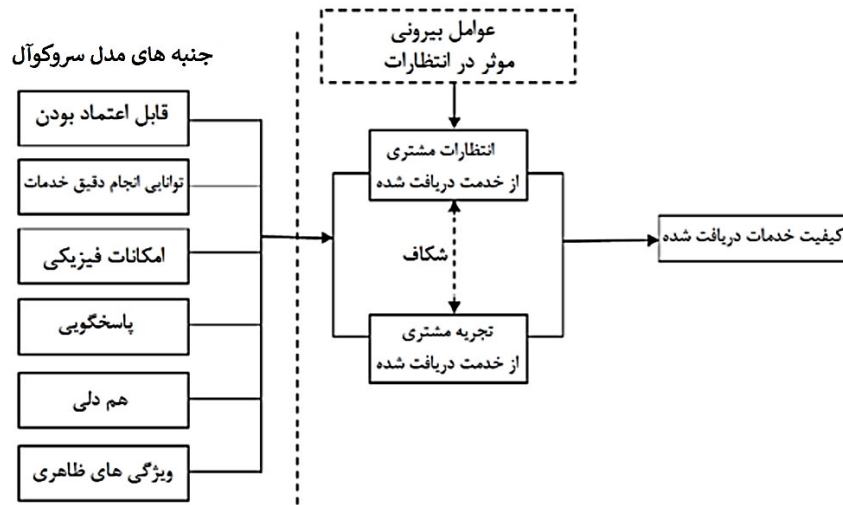 جنبه های مدل سروکوآل
قابل اعتماد بودن
توانایی انجام دقیق خدمات
امکانات فیزیکی
پاسخگویی
هم دلی
ویژگی های ظاهری
عوامل بیرونی
موثر در انتظارات
انتظارات مشتری
از خدمت دریافت شده
شکاف
تجربه مشتری
از خدمت دریافت شده
کیفیت خدمات دریافت شده